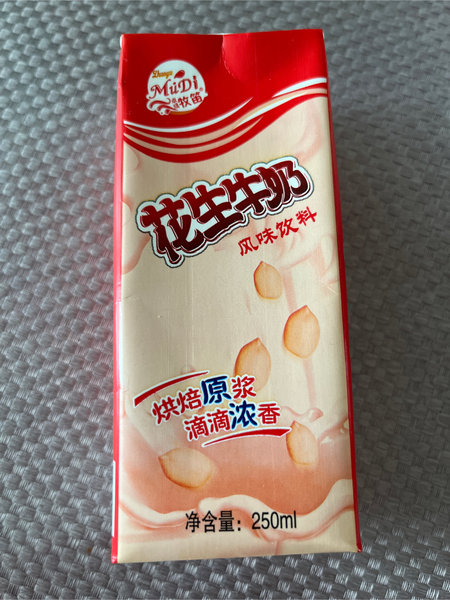 MúDi
牧笛
花生牛奶
风味饮料
烘焙原浆
滴滴浓香
净含量：250ml